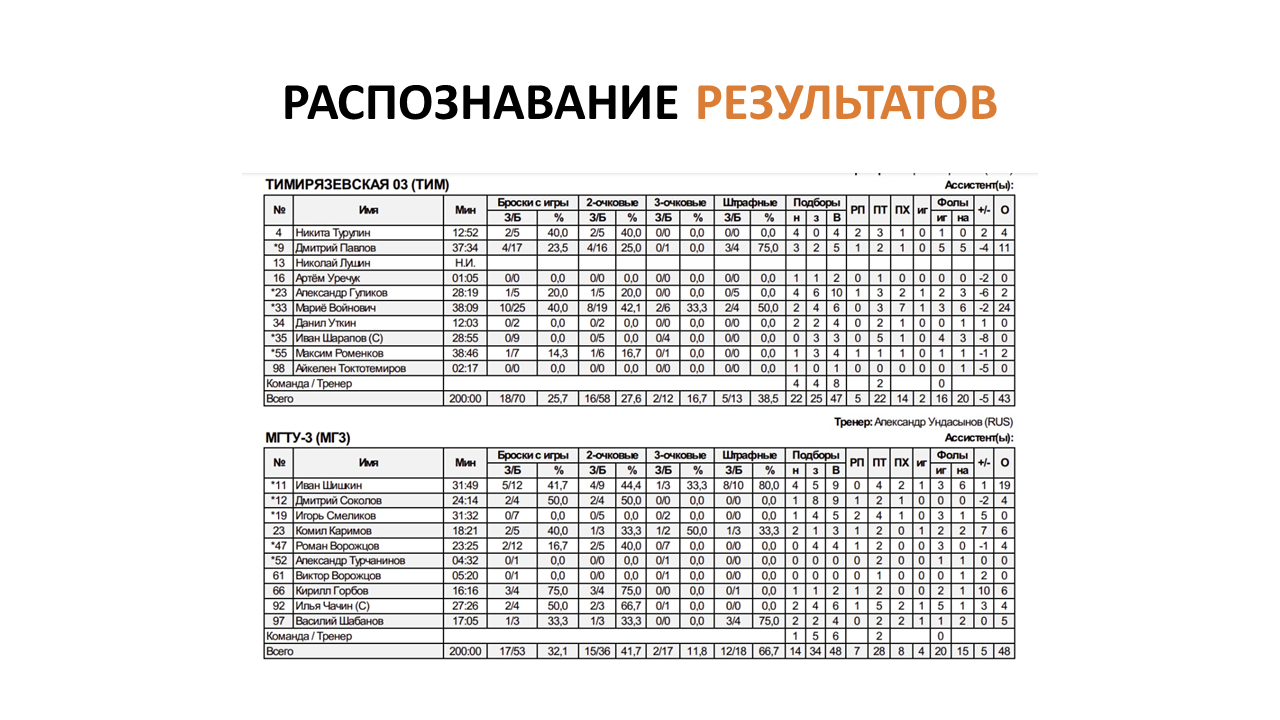 РАСПОЗНАВАНИЕ РЕЗУЛЬТАТОВ
ТИМИРЯЗЕВСКАЯ 03 (ТИМ) Ассистент(ы):
№ Имя Мин Броски с игры 2-очковые 3-очковые Штрафные Подборы РП ПТ ПХ иг Фолы +/- О
З/Б % З/Б % З/Б % З/Б % н з В иг на
4 Никита Турулин 12:52 2/5 40,0 2/5 40,0 0/0 0,0 0/0 0,0 4 0 4 2 3 1 0 1 0 2 4
*9 Дмитрий Павлов 37:34 4/17 23,5 4/16 25,0 0/1 0,0 3/4 75,0 3 2 5 1 2 1 0 5 5 -4 11
13 Николай Лушин Н.И.
16 Артём Уречук 01:05 0/0 0,0 0/0 0,0 0/0 0,0 0/0 0,0 1 1 2 0 1 0 0 0 0 -2 0
*23 Александр Гуликов 28:19 1/5 20,0 1/5 20,0 0/0 0,0 0/5 0,0 4 6 10 1 3 2 1 2 3 -6 2
*33 Мариё Войнович 38:09 10/25 40,0 8/19 42,1 2/6 33,3 2/4 50,0 2 4 6 0 3 7 1 3 6 -2 24
34 Данил Уткин 12:03 0/2 0,0 0/2 0,0 0/0 0,0 0/0 0,0 2 2 4 0 2 1 0 0 1 1 0
*35 Иван Шарапов (С) 28:55 0/9 0,0 0/5 0,0 0/4 0,0 0/0 0,0 0 3 3 0 5 1 0 4 3 -8 0
*55 Максим Роменков 38:46 1/7 14,3 1/6 16,7 0/1 0,0 0/0 0,0 1 3 4 1 1 1 0 1 1 -1 2
98 Айкелен Токтотемиров 02:17 0/0 0,0 0/0 0,0 0/0 0,0 0/0 0,0 1 0 1 0 0 0 0 0 1 -5 0
Команда / Тренер 4 4 8 2 0
Всего 200:00 18/70 25,7 16/58 27,6 2/12 16,7 5/13 38,5 22 25 47 5 22 14 2 16 20 -5 43
Тренер: Александр Ундасынов (RUS)
МГТУ-3 (МГ3) Ассистент(ы):
№ Имя Мин Броски с игры 2-очковые 3-очковые Штрафные Подборы РП ПТ ПХ иг Фолы +/- О
З/Б % З/Б % З/Б % З/Б % н з В иг на
*11 Иван Шишкин 31:49 5/12 41,7 4/9 44,4 1/3 33,3 8/10 80,0 4 5 9 0 4 2 1 3 6 1 19
*12 Дмитрий Соколов 24:14 2/4 50,0 2/4 50,0 0/0 0,0 0/0 0,0 1 8 9 1 2 1 0 0 0 -2 4
*19 Игорь Смеликов 31:32 0/7 0,0 0/5 0,0 0/2 0,0 0/0 0,0 1 4 5 2 4 1 0 3 1 5 0
23 Комил Каримов 18:21 2/5 40,0 1/3 33,3 1/2 50,0 1/3 33,3 2 1 3 1 2 0 1 2 2 7 6
*47 Роман Ворожцов 23:25 2/12 16,7 2/5 40,0 0/7 0,0 0/0 0,0 0 4 4 1 2 0 0 3 0 -1 4
*52 Александр Турчанинов 04:32 0/1 0,0 0/0 0,0 0/1 0,0 0/0 0,0 0 0 0 0 2 0 0 1 1 0 0
61 Виктор Ворожцов 05:20 0/1 0,0 0/0 0,0 0/1 0,0 0/0 0,0 0 0 0 0 1 0 0 0 1 2 0
66 Кирилл Горбов 16:16 3/4 75,0 3/4 75,0 0/0 0,0 0/1 0,0 1 1 2 1 2 0 0 2 1 10 6
92 Илья Чачин (С) 27:26 2/4 50,0 2/3 66,7 0/1 0,0 0/0 0,0 2 4 6 1 5 2 1 5 1 3 4
97 Василий Шабанов 17:05 1/3 33,3 1/3 33,3 0/0 0,0 3/4 75,0 2 2 4 0 2 2 1 1 2 0 5
Команда / Тренер 1 5 6 2 0
Всего 200:00 17/53 32,1 15/36 41,7 2/17 11,8 12/18 66,7 14 34 48 7 28 8 4 20 15 5 48